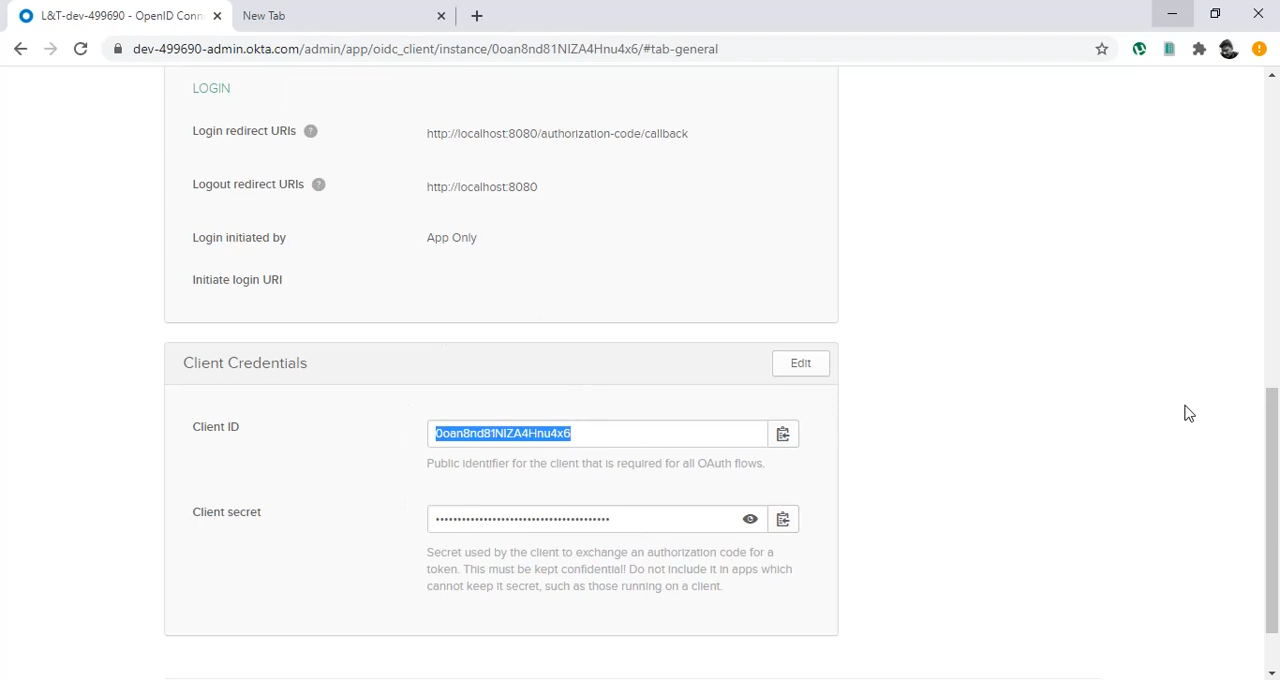 L&T-dev-499690 - OpenID Conn
New Tab
dev-499690-admin.okta.com/admin/app/oidc_client/instance/0oan8nd81NIZA4Hnu4x6/#tab-general
LOGIN
Login redirect URIs ?
http://localhost:8080/authorization-code/callback
Logout redirect URIs ?
http://localhost:8080
Login initiated by
App Only
Initiate login URI
Client Credentials
Edit
Client ID
0oan8nd81NIZA4Hnu4x6
Public identifier for the client that is required for all OAuth flows.
Client secret
Secret used by the client to exchange an authorization code for a
token. This must be kept confidential! Do not include it in apps which
cannot keep it secret, such as those running on a client.